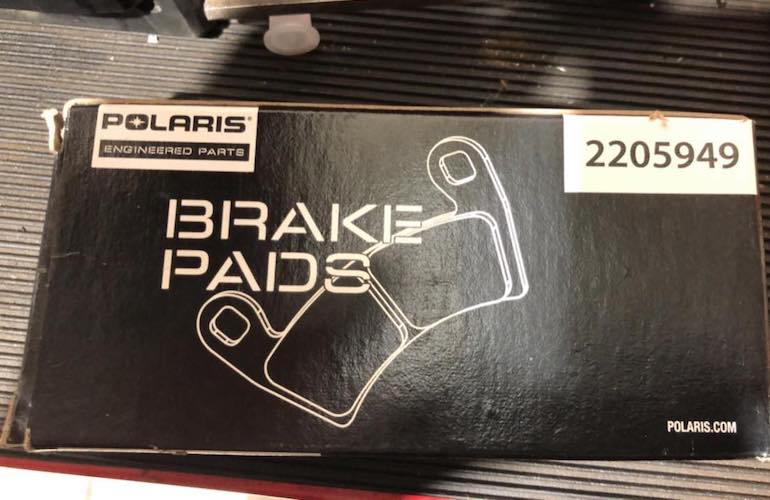 POLARIS®
ENGINEERED PARTS
2205949
BRAKE
PADS
POLARIS.COM